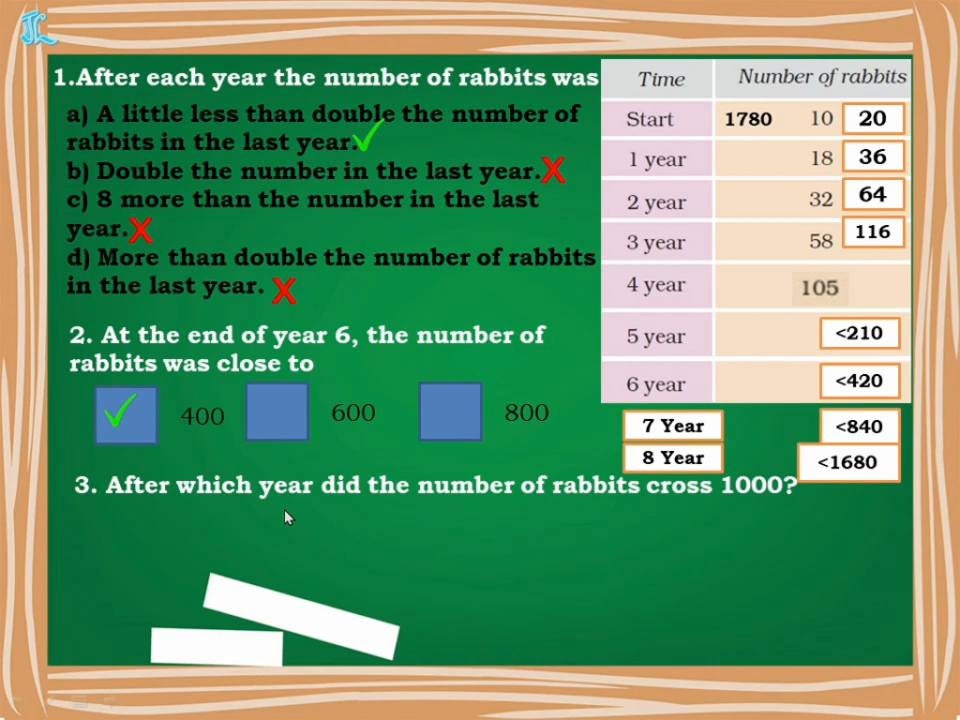 JL
1.After each year the number of rabbits was
a) A little less than double the number of
rabbits in the last year.
b) Double the number in the last year.
c) 8 more than the number in the last
year.
d) More than double the number of rabbits
in the last year.
2. At the end of year 6, the number of
rabbits was close to
400 600 800
3. After which year did the number of rabbits cross 1000?
Time Number of rabbits
Start 1780 10 20
1 year 18 36
2 year 32 64
3 year 58 116
4 year 105
5 year <210
6 year <420
7 Year <840
8 Year <1680